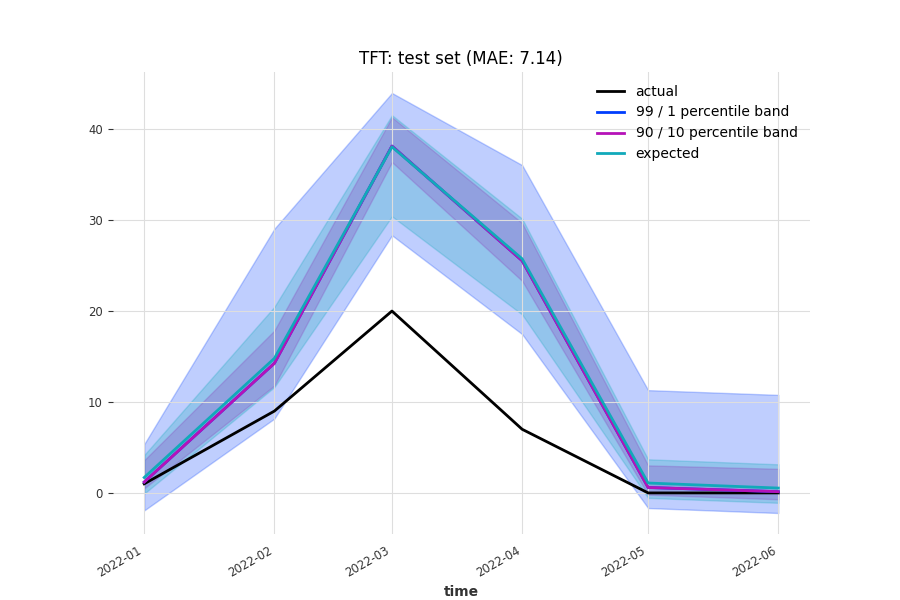 TFT: test set (MAE: 7.14)
actual
99 / 1 percentile band
90 / 10 percentile band
expected
40
30
20
10
0
2022-01
2022-02
2022-03
2022-04
2022-05
2022-06
time